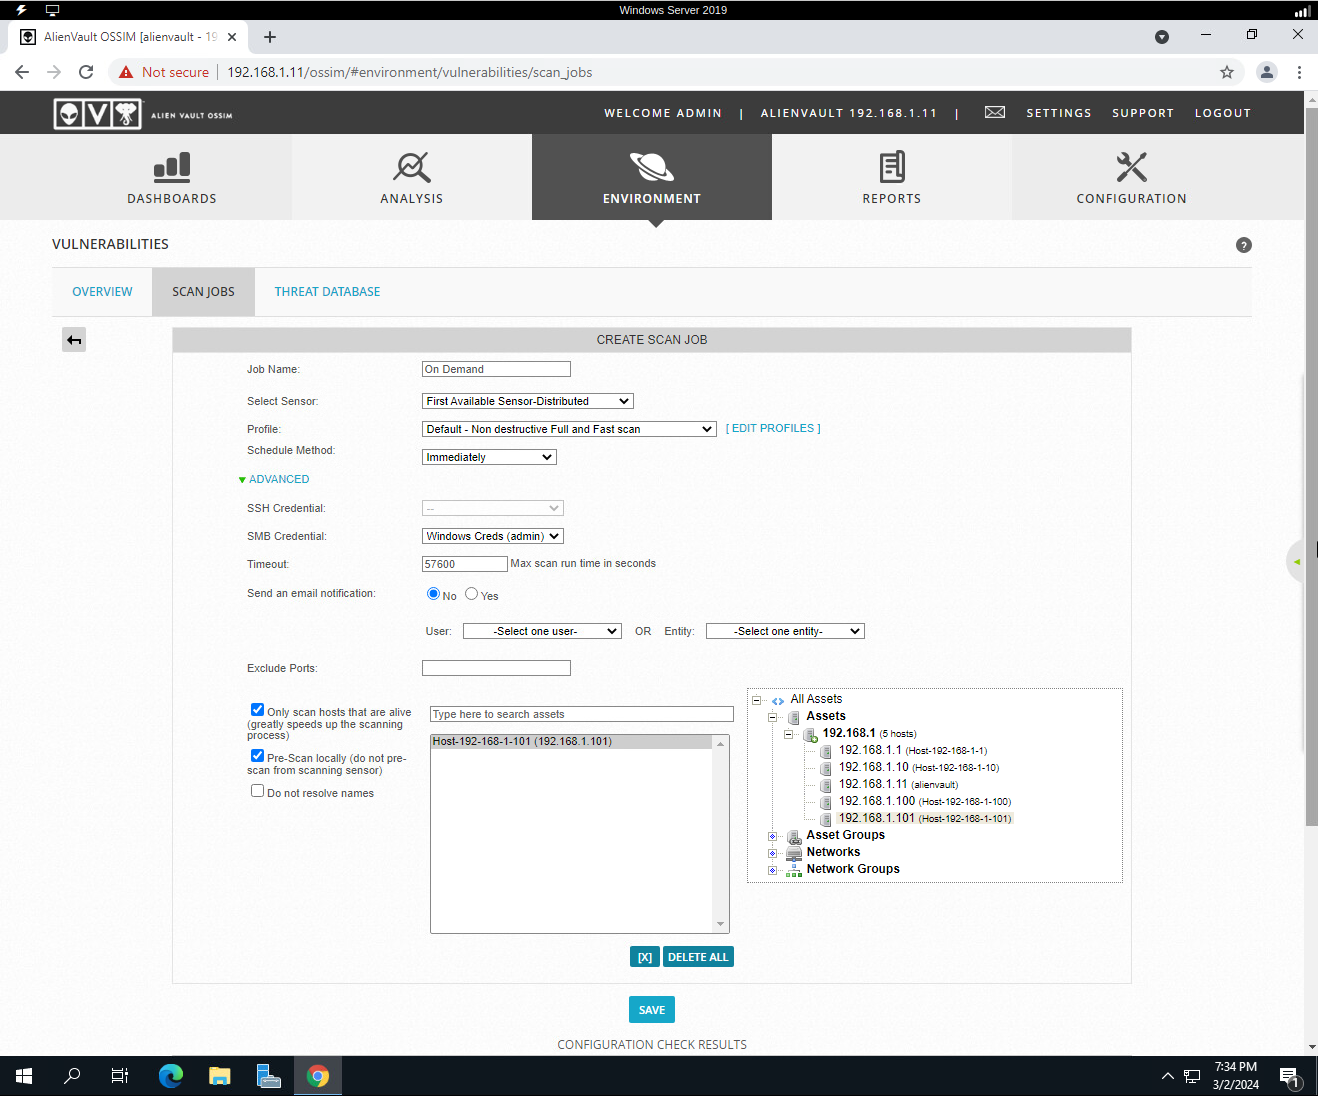 Windows Server 2019
AlienVault OSSIM [alienvault - 19
Not secure
192.168.1.11/ossim/#environment/vulnerabilities/scan_jobs
OVT ALIEN VAULT OSSIM
WELCOME ADMIN | ALIENVAULT 192.168.1.11 | SETTINGS SUPPORT LOGOUT
DASHBOARDS
ANALYSIS
ENVIRONMENT
REPORTS
CONFIGURATION
VULNERABILITIES
?
OVERVIEW
SCAN JOBS
THREAT DATABASE
CREATE SCAN JOB
Job Name: On Demand
Select Sensor: First Available Sensor-Distributed
Profile: Default - Non destructive Full and Fast scan [ EDIT PROFILES ]
Schedule Method: Immediately
ADVANCED
SSH Credential: --
SMB Credential: Windows Creds (admin)
Timeout: 57600 Max scan run time in seconds
Send an email notification: No Yes
User: -Select one user- OR Entity: -Select one entity-
Exclude Ports:
Only scan hosts that are alive
(greatly speeds up the scanning
process)
Pre-Scan locally (do not pre-
scan from scanning sensor)
Do not resolve names
Type here to search assets
Host-192-168-1-101 (192.168.1.101)
All Assets
Assets
192.168.1 (5 hosts)
192.168.1.1 (Host-192-168-1-1)
192.168.1.10 (Host-192-168-1-10)
192.168.1.11 (alienvault)
192.168.1.100 (Host-192-168-1-100)
192.168.1.101 (Host-192-168-1-101)
Asset Groups
Networks
Network Groups
[X] DELETE ALL
SAVE
CONFIGURATION CHECK RESULTS
7:34 PM
3/2/2024
1